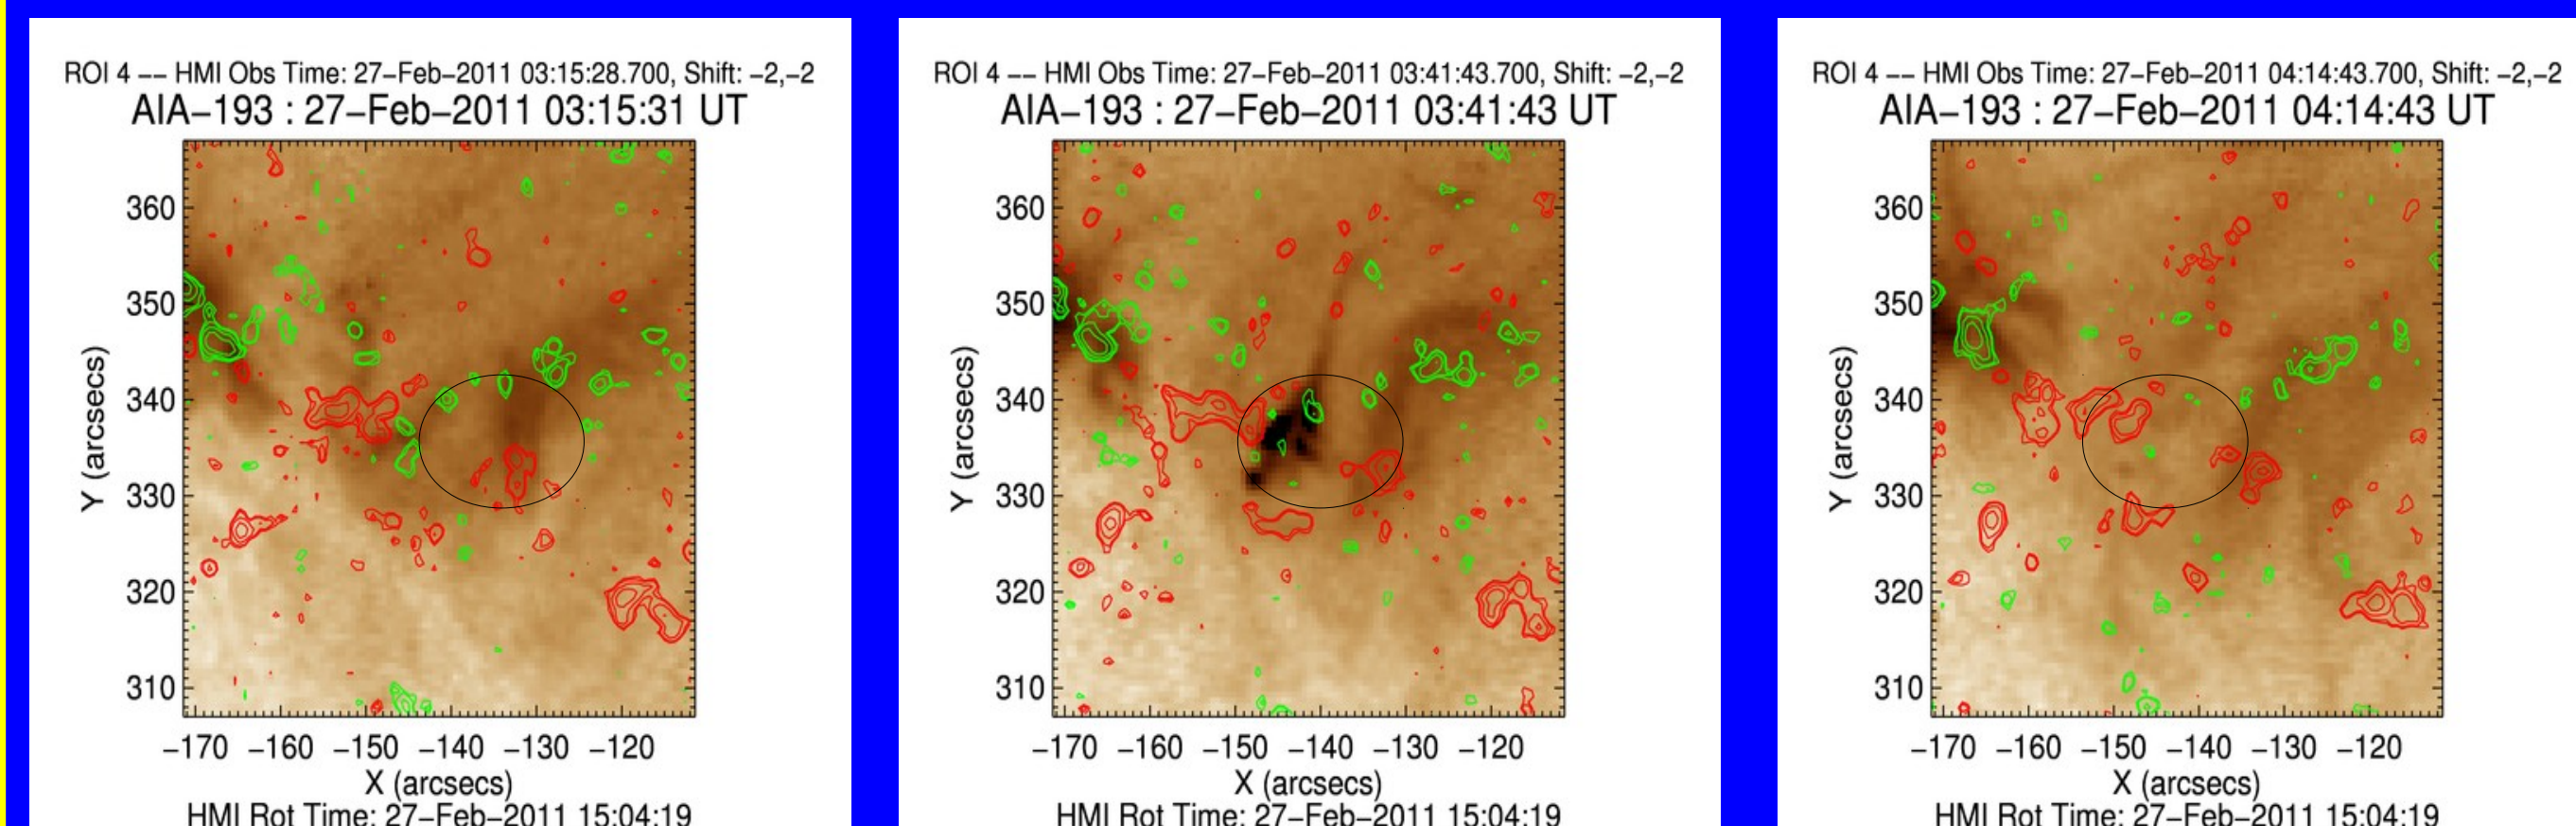 ROI 4 –– HMI Obs Time: 27–Feb–2011 03:15:28.700, Shift: –2,–2
AIA–193 : 27–Feb–2011 03:15:31 UT
360
350
340
330
320
310
Y (arcsecs)
–170 –160 –150 –140 –130 –120
X (arcsecs)
HMI Rot Time: 27–Feb–2011 15:04:19
ROI 4 –– HMI Obs Time: 27–Feb–2011 03:41:43.700, Shift: –2,–2
AIA–193 : 27–Feb–2011 03:41:43 UT
360
350
340
330
320
310
Y (arcsecs)
–170 –160 –150 –140 –130 –120
X (arcsecs)
HMI Rot Time: 27–Feb–2011 15:04:19
ROI 4 –– HMI Obs Time: 27–Feb–2011 04:14:43.700, Shift: –2,–2
AIA–193 : 27–Feb–2011 04:14:43 UT
360
350
340
330
320
310
Y (arcsecs)
–170 –160 –150 –140 –130 –120
X (arcsecs)
HMI Rot Time: 27–Feb–2011 15:04:19